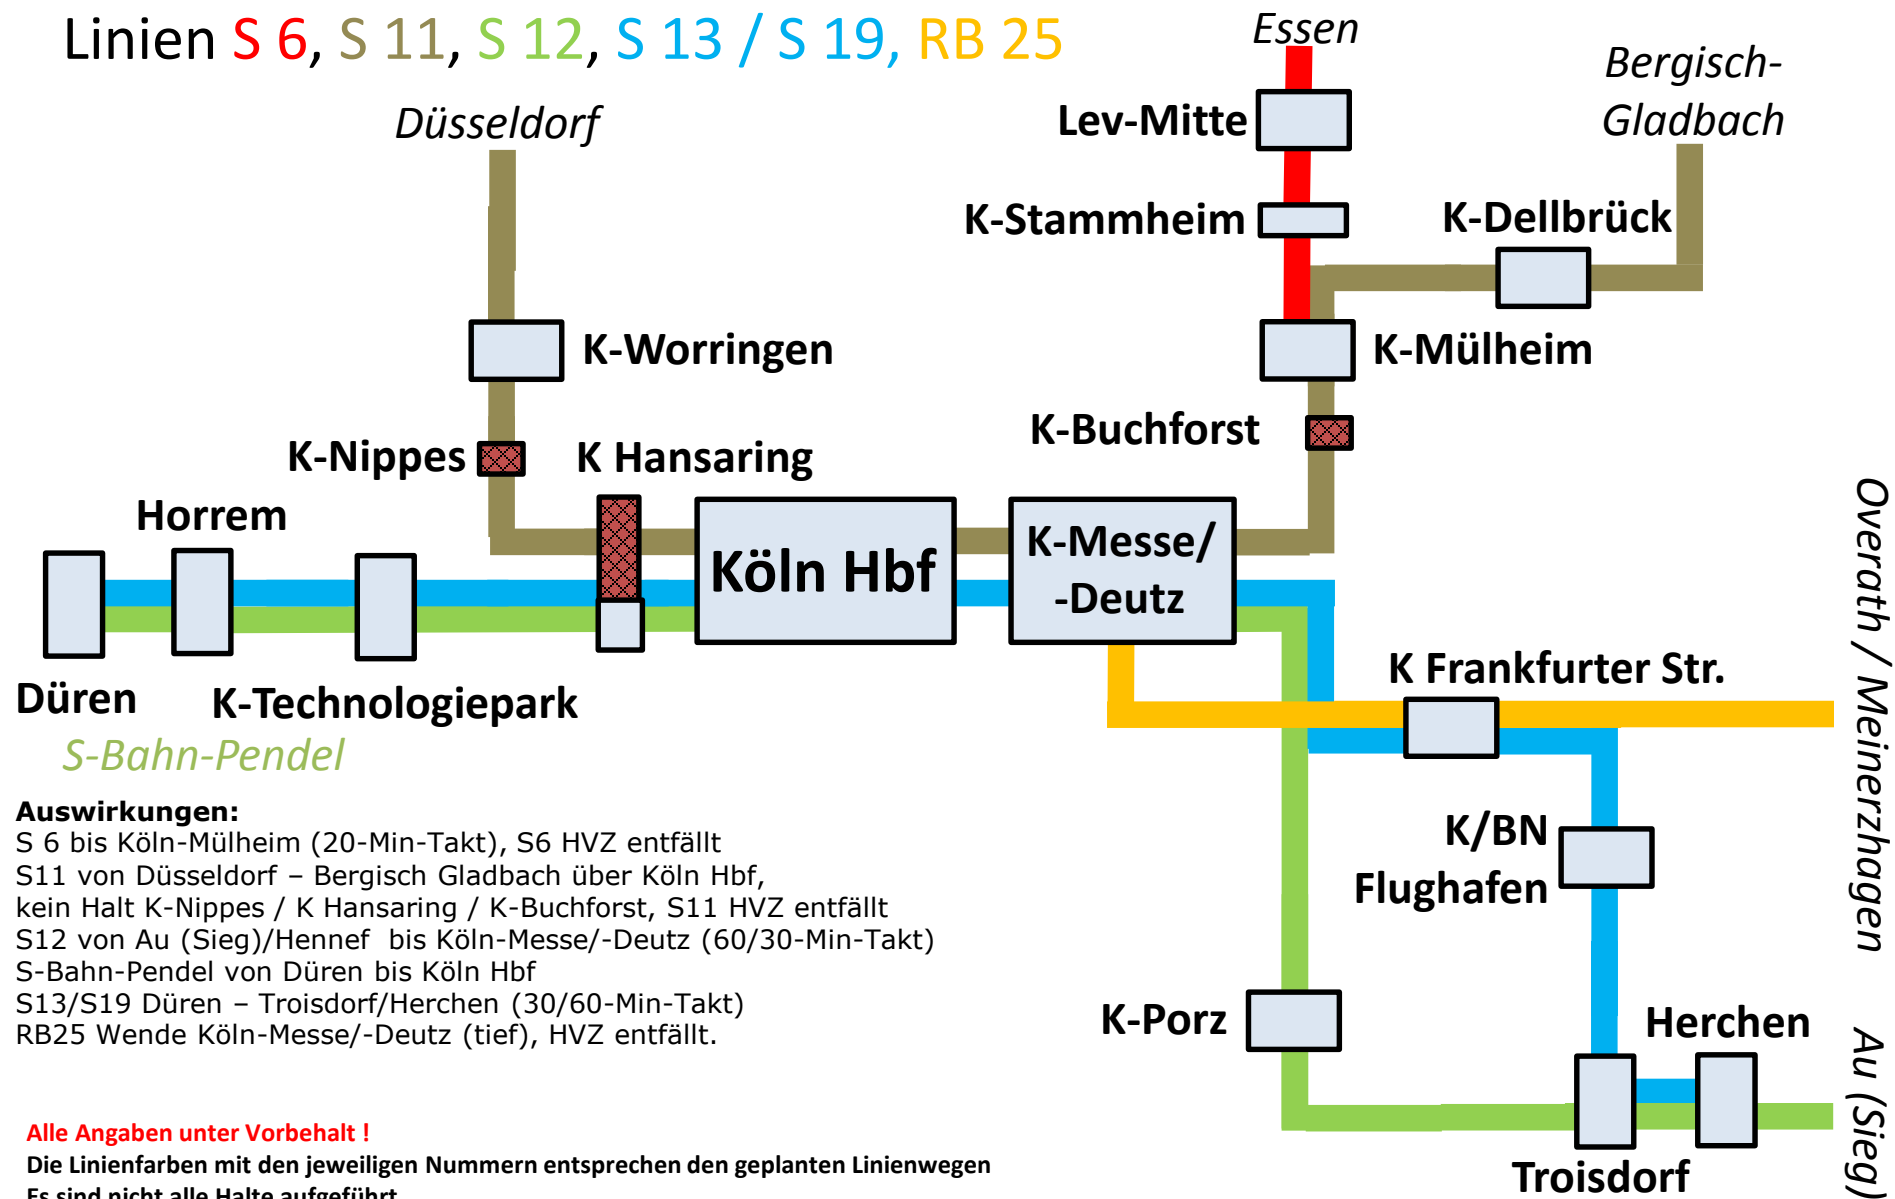 Linien S 6, S 11, S 12, S 13 / S 19, RB 25
Essen
Bergisch-
Gladbach
Düsseldorf
Lev-Mitte
K-Stammheim
K-Dellbrück
K-Worringen
K-Mülheim
K-Buchforst
K-Nippes
K Hansaring
Horrem
Köln Hbf
K-Messe/
-Deutz
Overath / Meinerzhagen
K Frankfurter Str.
Düren
K-Technologiepark
S-Bahn-Pendel
K/BN
Flughafen
K-Porz
Herchen
Au (Sieg)
Troisdorf
Auswirkungen:
S 6 bis Köln-Mülheim (20-Min-Takt), S6 HVZ entfällt
S11 von Düsseldorf – Bergisch Gladbach über Köln Hbf,
kein Halt K-Nippes / K Hansaring / K-Buchforst, S11 HVZ entfällt
S12 von Au (Sieg)/Hennef  bis Köln-Messe/-Deutz (60/30-Min-Takt)
S-Bahn-Pendel von Düren bis Köln Hbf
S13/S19 Düren – Troisdorf/Herchen (30/60-Min-Takt)
RB25 Wende Köln-Messe/-Deutz (tief), HVZ entfällt.
Alle Angaben unter Vorbehalt !
Die Linienfarben mit den jeweiligen Nummern entsprechen den geplanten Linienwegen
Es sind nicht alle Halte aufgeführt